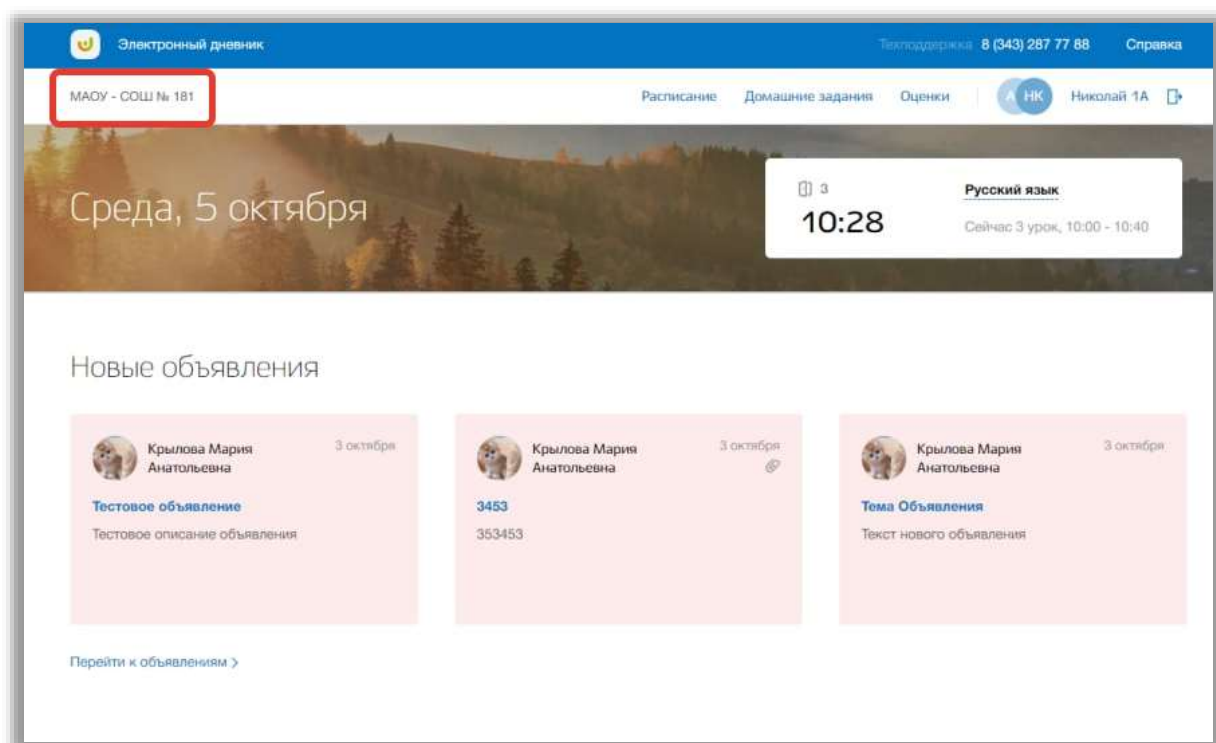 Электронный дневник
Техподдержка 8 (343) 287 77 88 Справка
МАОУ - СОШ № 181
Расписание Домашние задания Оценки А НК Николай 1А
Среда, 5 октября
3
10:28
Русский язык
Сейчас 3 урок, 10:00 - 10:40
Новые объявления
Крылова Мария
Анатольевна
3 октября
Тестовое объявление
Тестовое описание объявления
Крылова Мария
Анатольевна
3 октября
3453
353453
Крылова Мария
Анатольевна
3 октября
Тема Объявления
Текст нового объявления
Перейти к объявлениям >